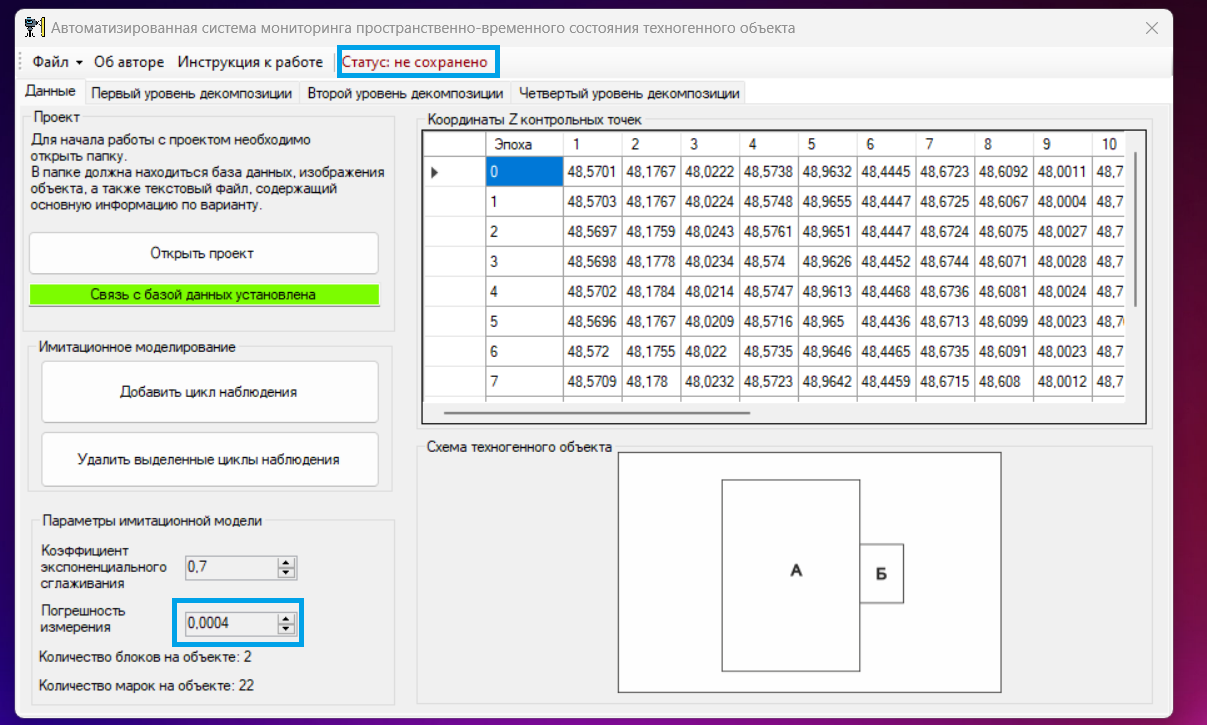 Автоматизированная система мониторинга пространственно-временного состояния техногенного объекта
Файл Об авторе Инструкция к работе Статус: не сохранено
Данные Первый уровень декомпозиции Второй уровень декомпозиции Четвертый уровень декомпозиции
Проект
Для начала работы с проектом необходимо
открыть папку.
В папке должна находиться база данных, изображения
объекта, а также текстовый файл, содержащий
основную информацию по варианту.
Открыть проект
Связь с базой данных установлена
Имитационное моделирование
Добавить цикл наблюдения
Удалить выделенные циклы наблюдения
Параметры имитационной модели
Коэффициент
экспоненциального
сглаживания
0,7
Погрешность
измерения
0,0004
Количество блоков на объекте: 2
Количество марок на объекте: 22
Координаты Z контрольных точек
Эпоха 1 2 3 4 5 6 7 8 9 10
0 48,5701 48,1767 48,0222 48,5738 48,9632 48,4445 48,6723 48,6092 48,0011 48,7
1 48,5703 48,1767 48,0224 48,5748 48,9655 48,4447 48,6725 48,6067 48,0004 48,7
2 48,5697 48,1759 48,0243 48,5761 48,9651 48,4447 48,6724 48,6075 48,0027 48,7
3 48,5698 48,1778 48,0234 48,574 48,9626 48,4452 48,6744 48,6071 48,0028 48,7
4 48,5702 48,1784 48,0214 48,5747 48,9613 48,4468 48,6736 48,6081 48,0024 48,7
5 48,5696 48,1767 48,0209 48,5716 48,965 48,4436 48,6713 48,6099 48,0023 48,70
6 48,572 48,1755 48,022 48,5735 48,9646 48,4465 48,6735 48,6091 48,0023 48,7
7 48,5709 48,178 48,0232 48,5723 48,9642 48,4459 48,6715 48,608 48,0012 48,7
Схема техногенного объекта
А
Б